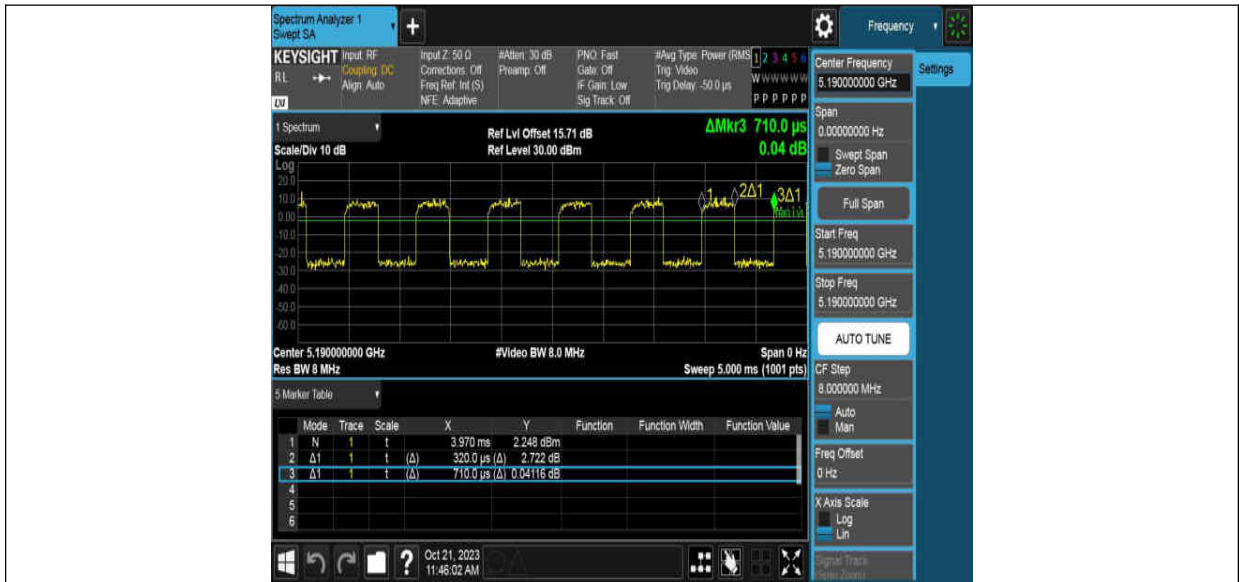 Spectrum Analyzer 1
Swept SA
+
Frequency
KEYSIGHT
RL
LXI
Input: RF
Coupling: DC
Align: Auto
Input Z: 50 Ω
Corrections: Off
Freq Ref: Int (S)
NFE: Adaptive
#Atten: 30 dB
Preamp: Off
PNO: Fast
Gate: Off
IF Gain: Low
Sig Track: Off
#Avg Type: Power (RMS
Trig: Video
Trig Delay: -50.0 µs
1 2 3 4 5 6
W W W W W W
P P P P P P
1 Spectrum
Scale/Div 10 dB
Ref Lvl Offset 15.71 dB
Ref Level 30.00 dBm
ΔMkr3 710.0 µs
0.04 dB
Log
20.0
10.0
0.00
-10.0
-20.0
-30.0
-40.0
-50.0
-60.0
1
2Δ1
3Δ1
Center 5.190000000 GHz
#Video BW 8.0 MHz
Span 0 Hz
Res BW 8 MHz
Sweep 5.000 ms (1001 pts)
5 Marker Table
Mode Trace Scale X Y Function Function Width Function Value
1 N 1 t 3.970 ms 2.248 dBm
2 Δ1 1 t (Δ) 320.0 µs (Δ) 2.722 dB
3 Δ1 1 t (Δ) 710.0 µs (Δ) 0.04116 dB
4
5
6
?
Oct 21, 2023
11:46:02 AM
Center Frequency
5.190000000 GHz
Settings
Span
0.00000000 Hz
Swept Span
Zero Span
Full Span
Start Freq
5.190000000 GHz
Stop Freq
5.190000000 GHz
AUTO TUNE
CF Step
8.000000 MHz
Auto
Man
Freq Offset
0 Hz
X Axis Scale
Log
Lin
Signal Track
(Span Zoom)